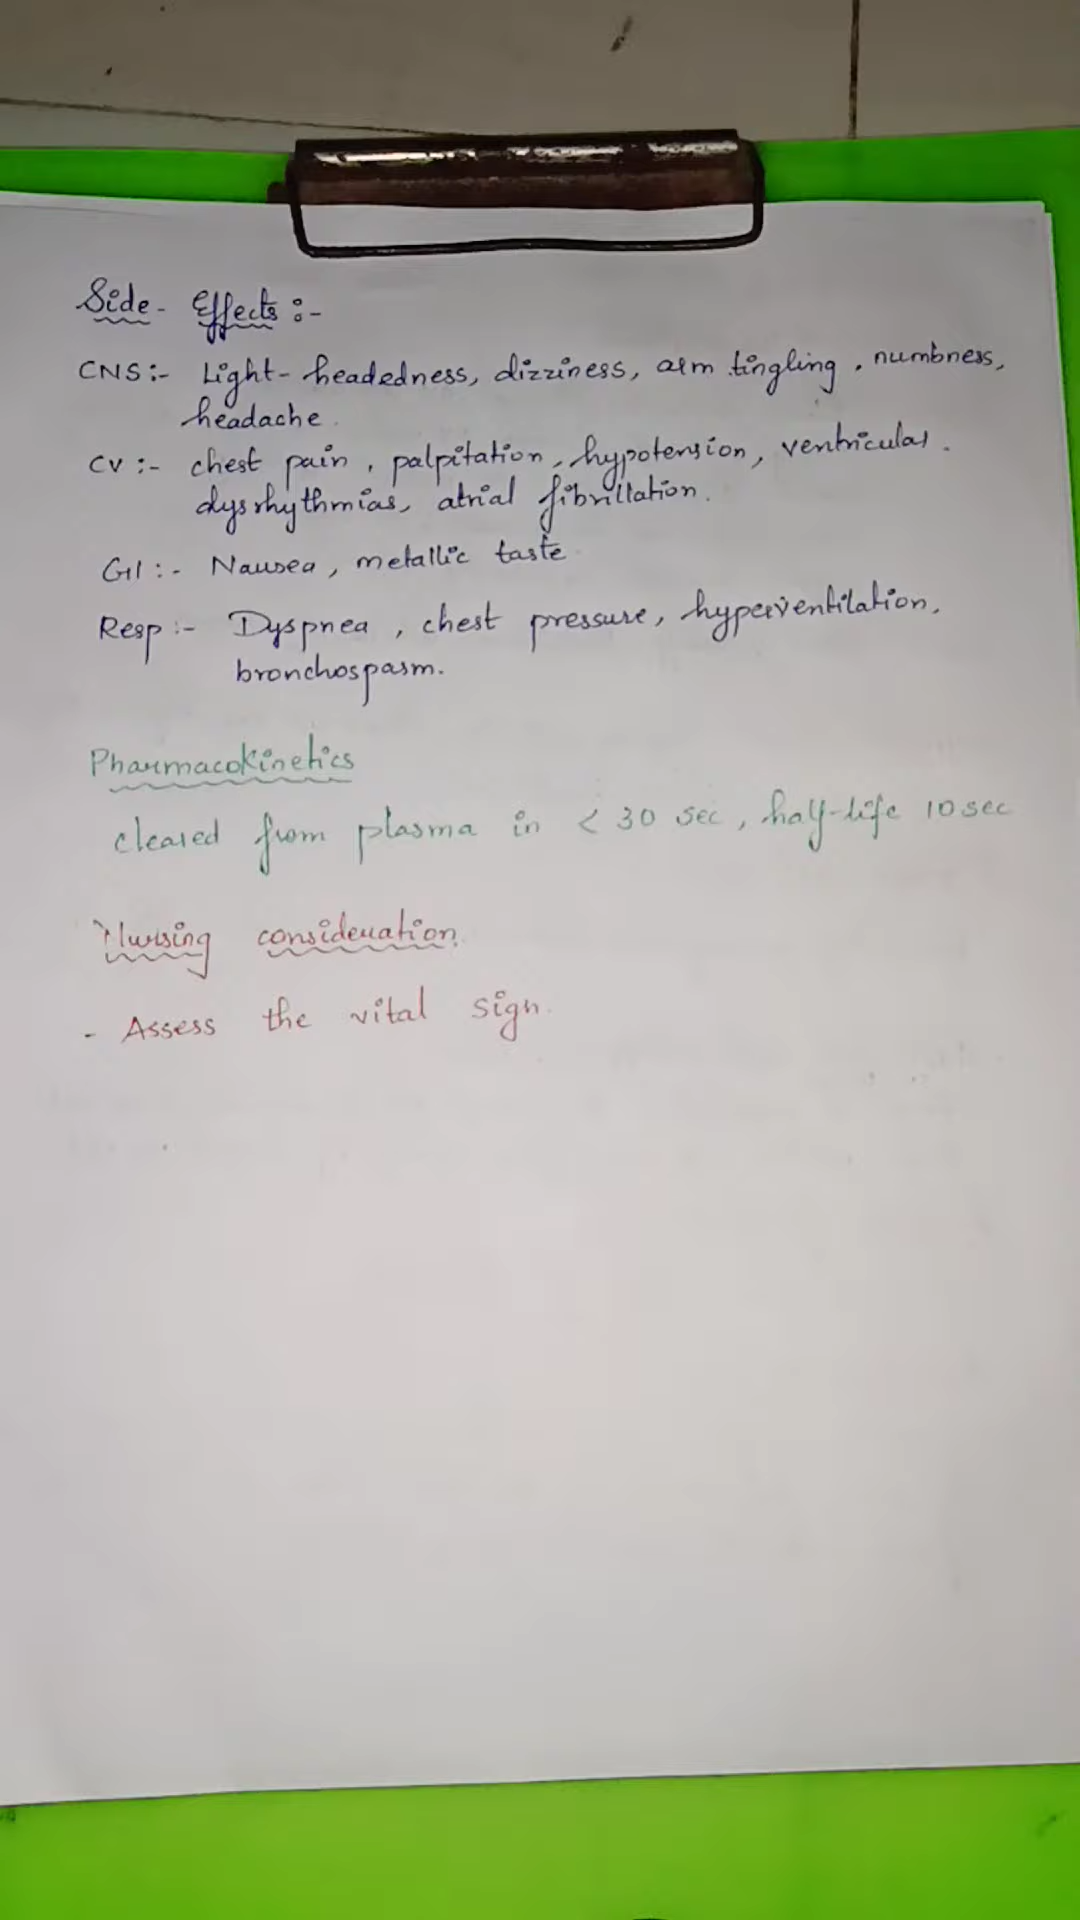 Side- Effects :-
CNS :- Light-headedness, dizziness, arm tingling, numbness,
headache.
CV :- chest pain, palpitation, hypotension, ventricular
dysrhythmias, atrial fibrillation.
GI :- Nausea, metallic taste
Resp :- Dyspnea, chest pressure, hyperventilation,
bronchospasm.
Pharmacokinetics
cleared from plasma in < 30 sec, half-life 10 sec
Nursing consideration
- Assess the vital sign.